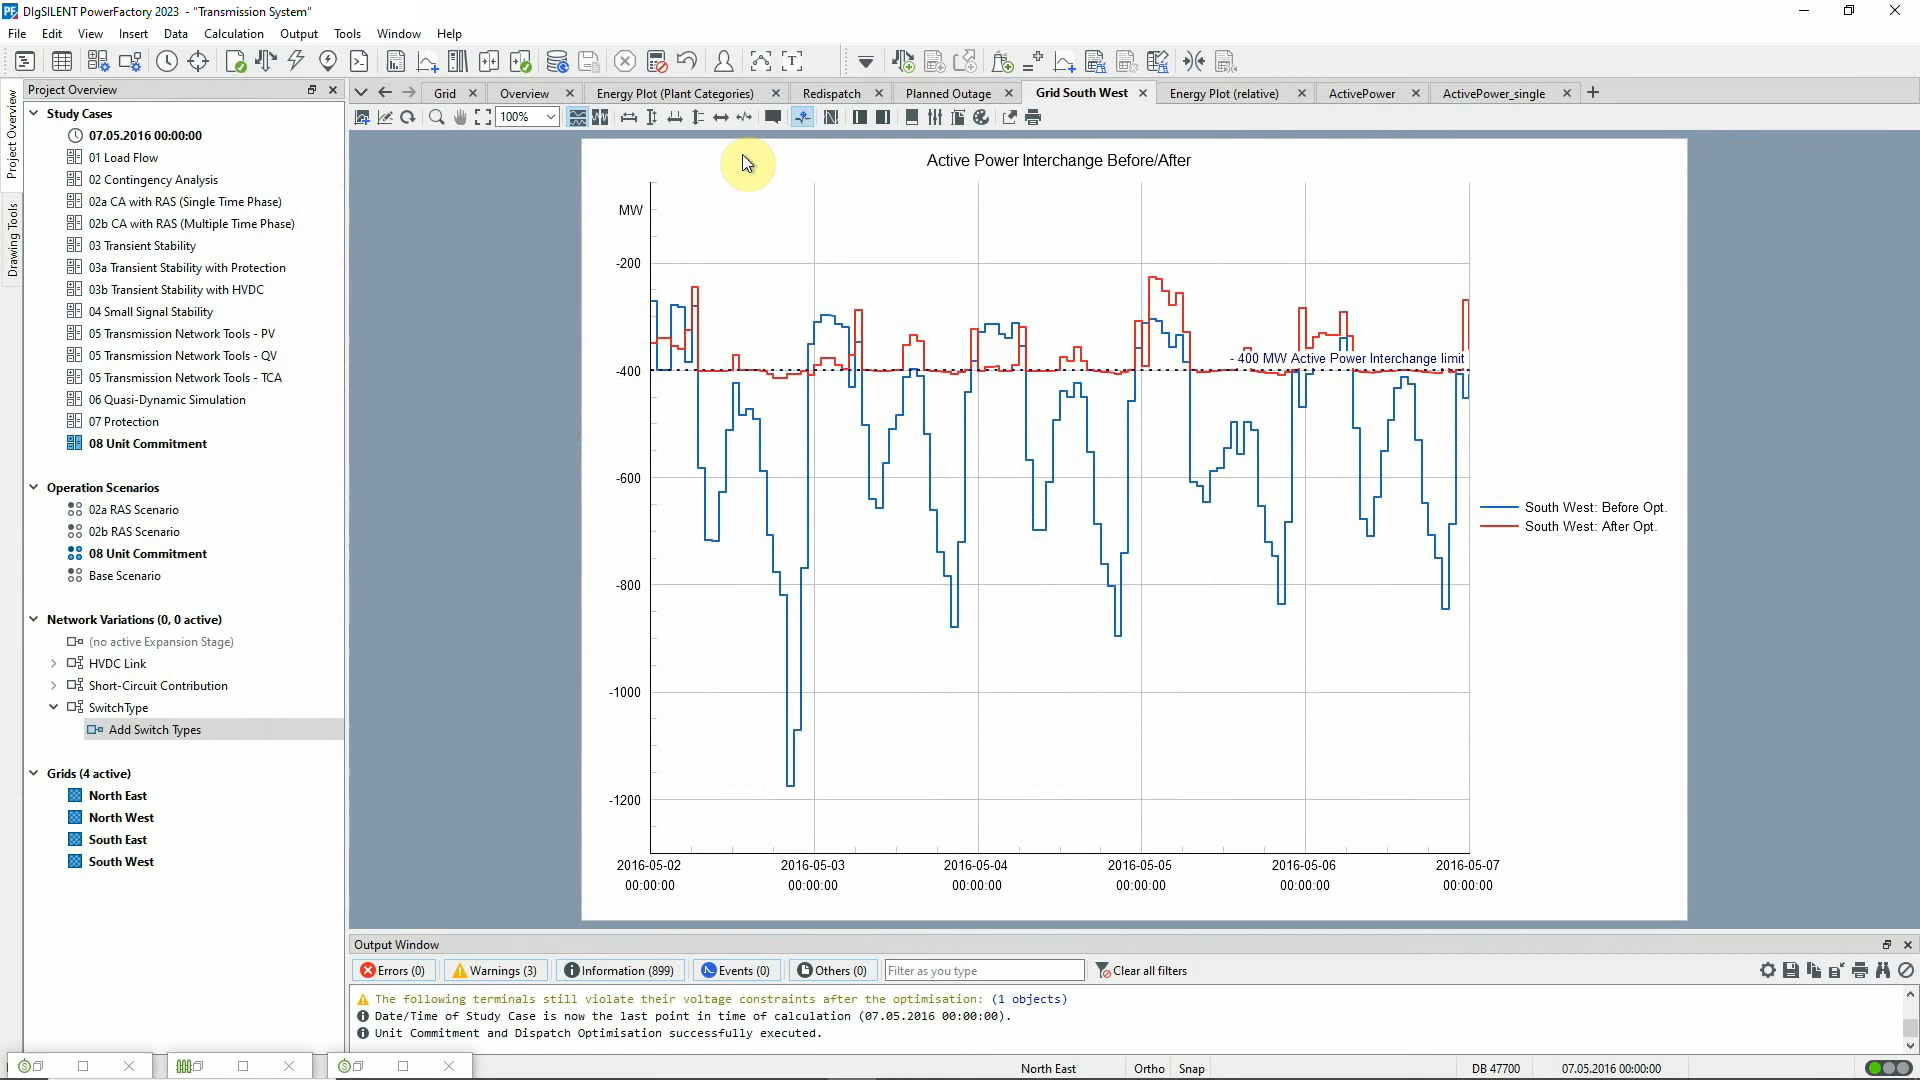 DIgSILENT PowerFactory 2023 - "Transmission System"
File Edit View Insert Data Calculation Output Tools Window Help
Project Overview
Drawing Tools
Project Overview
Study Cases
07.05.2016 00:00:00
01 Load Flow
02 Contingency Analysis
02a CA with RAS (Single Time Phase)
02b CA with RAS (Multiple Time Phase)
03 Transient Stability
03a Transient Stability with Protection
03b Transient Stability with HVDC
04 Small Signal Stability
05 Transmission Network Tools - PV
05 Transmission Network Tools - QV
05 Transmission Network Tools - TCA
06 Quasi-Dynamic Simulation
07 Protection
08 Unit Commitment
Operation Scenarios
02a RAS Scenario
02b RAS Scenario
08 Unit Commitment
Base Scenario
Network Variations (0, 0 active)
(no active Expansion Stage)
HVDC Link
Short-Circuit Contribution
SwitchType
Add Switch Types
Grids (4 active)
North East
North West
South East
South West
Grid Overview Energy Plot (Plant Categories) Redispatch Planned Outage Grid South West Energy Plot (relative) ActivePower ActivePower_single
100%
Active Power Interchange Before/After
MW
-200
-400
-600
-800
-1000
-1200
- 400 MW Active Power Interchange limit
2016-05-02 2016-05-03 2016-05-04 2016-05-05 2016-05-06 2016-05-07
00:00:00 00:00:00 00:00:00 00:00:00 00:00:00 00:00:00
South West: Before Opt.
South West: After Opt.
Output Window
Errors (0) Warnings (3) Information (899) Events (0) Others (0) Filter as you type Clear all filters
The following terminals still violate their voltage constraints after the optimisation: (1 objects)
Date/Time of Study Case is now the last point in time of calculation (07.05.2016 00:00:00).
Unit Commitment and Dispatch Optimisation successfully executed.
North East Ortho Snap DB 47700 07.05.2016 00:00:00